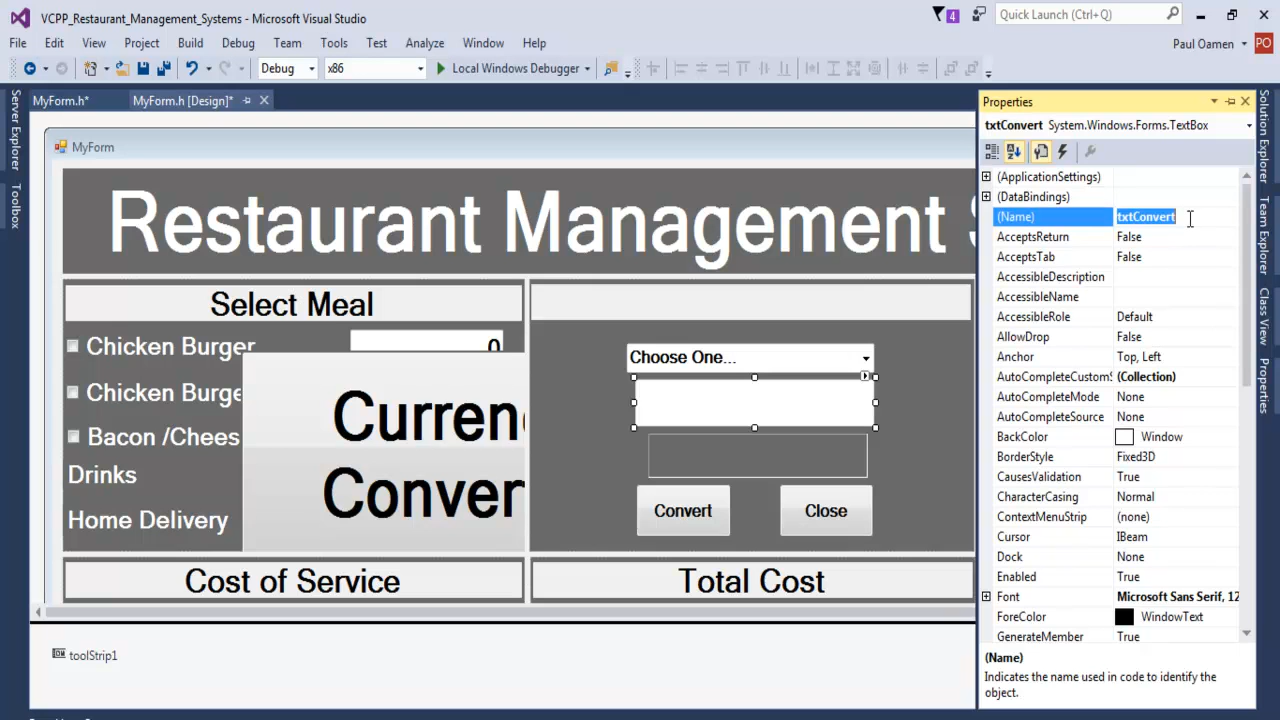 VCPP_Restaurant_Management_Systems - Microsoft Visual Studio
4
Quick Launch (Ctrl+Q)
File Edit View Project Build Debug Team Tools Test Analyze Window Help
Paul Oamen PO
Debug x86 Local Windows Debugger
MyForm.h* MyForm.h [Design]*
Server Explorer
Toolbox
MyForm
Restaurant Management S
Select Meal
Chicken Burger 0
Chicken Burge
Bacon /Chees
Drinks
Home Delivery
Curren
Conver
Choose One...
Convert Close
Cost of Service Total Cost
toolStrip1
Properties
txtConvert System.Windows.Forms.TextBox
(ApplicationSettings)
(DataBindings)
(Name) txtConvert
AcceptsReturn False
AcceptsTab False
AccessibleDescription
AccessibleName
AccessibleRole Default
AllowDrop False
Anchor Top, Left
AutoCompleteCustomS (Collection)
AutoCompleteMode None
AutoCompleteSource None
BackColor Window
BorderStyle Fixed3D
CausesValidation True
CharacterCasing Normal
ContextMenuStrip (none)
Cursor IBeam
Dock None
Enabled True
Font Microsoft Sans Serif, 12
ForeColor WindowText
GenerateMember True
(Name)
Indicates the name used in code to identify the
object.
Solution Explorer
Team Explorer
Class View
Properties